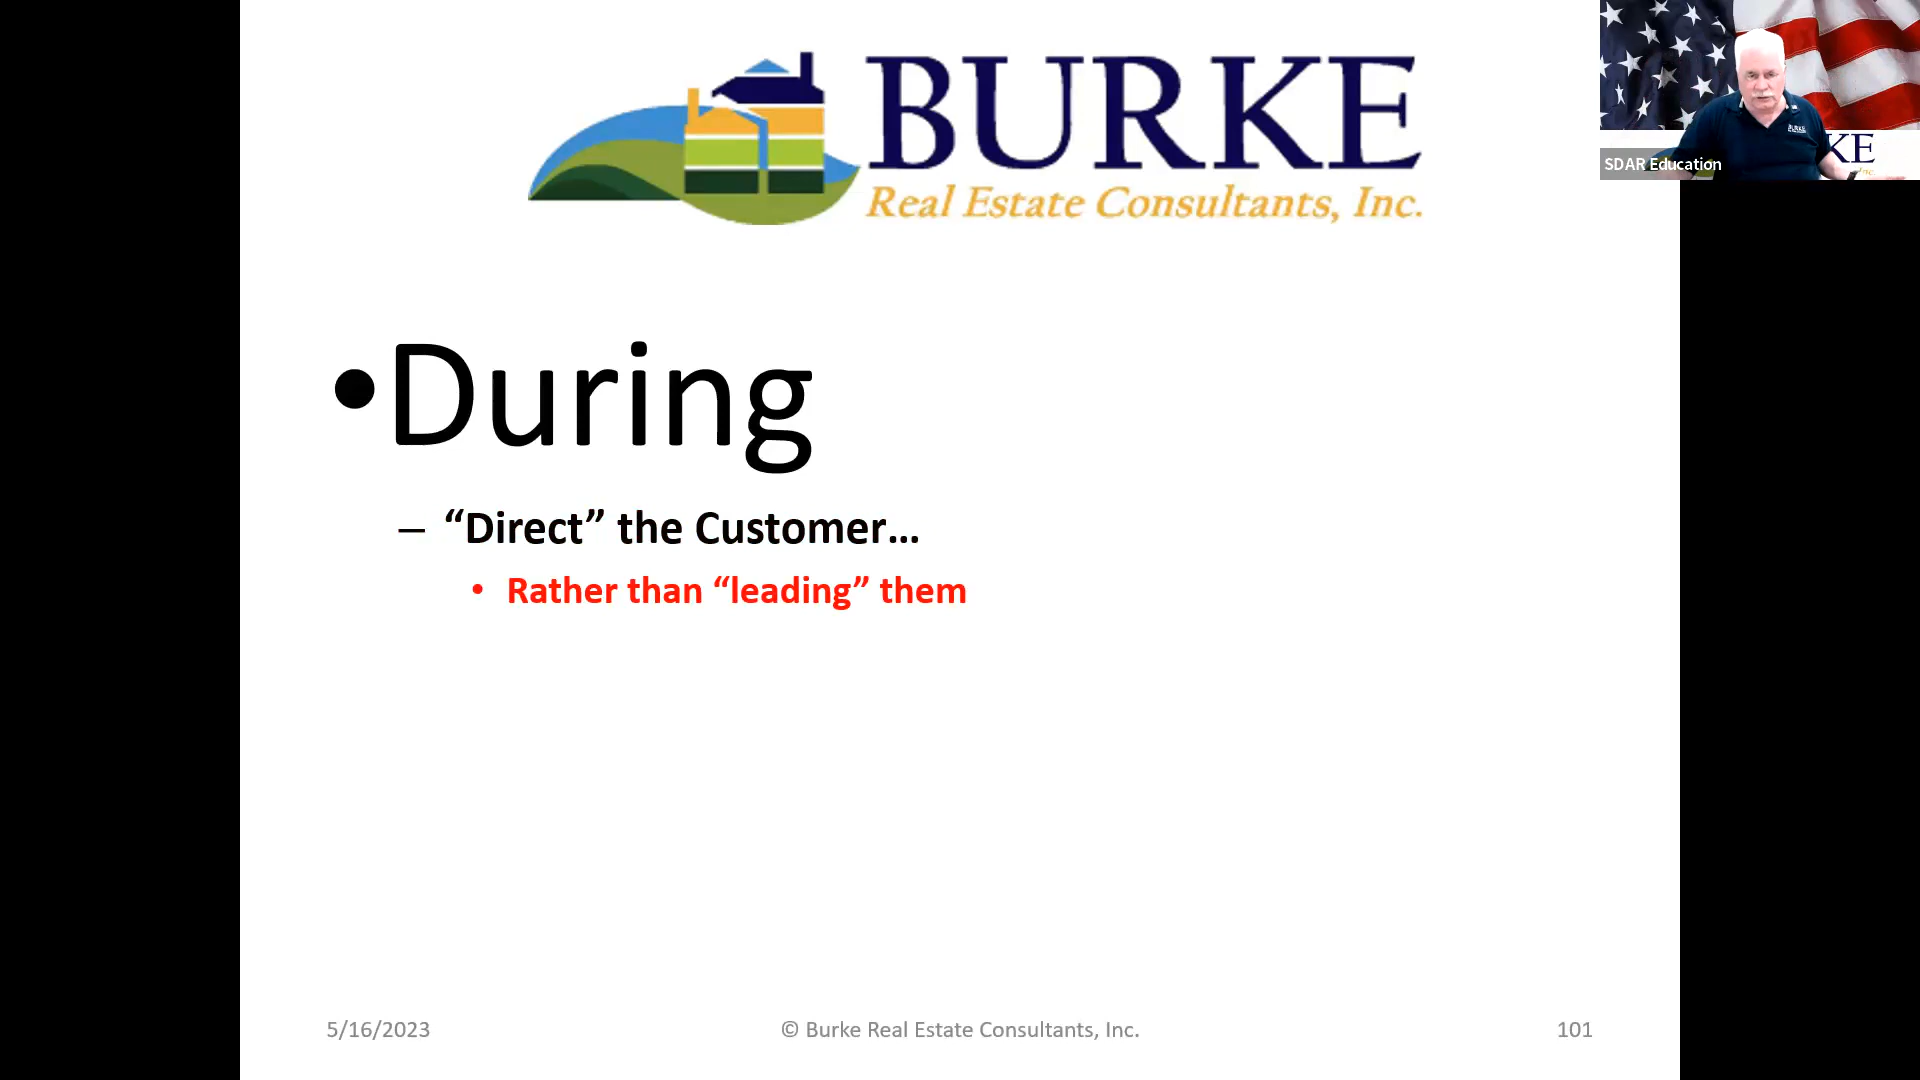 BURKE
Real Estate Consultants, Inc.
KE
SDAR Education
•During
– “Direct” the Customer...
• Rather than “leading” them
5/16/2023
© Burke Real Estate Consultants, Inc.
101